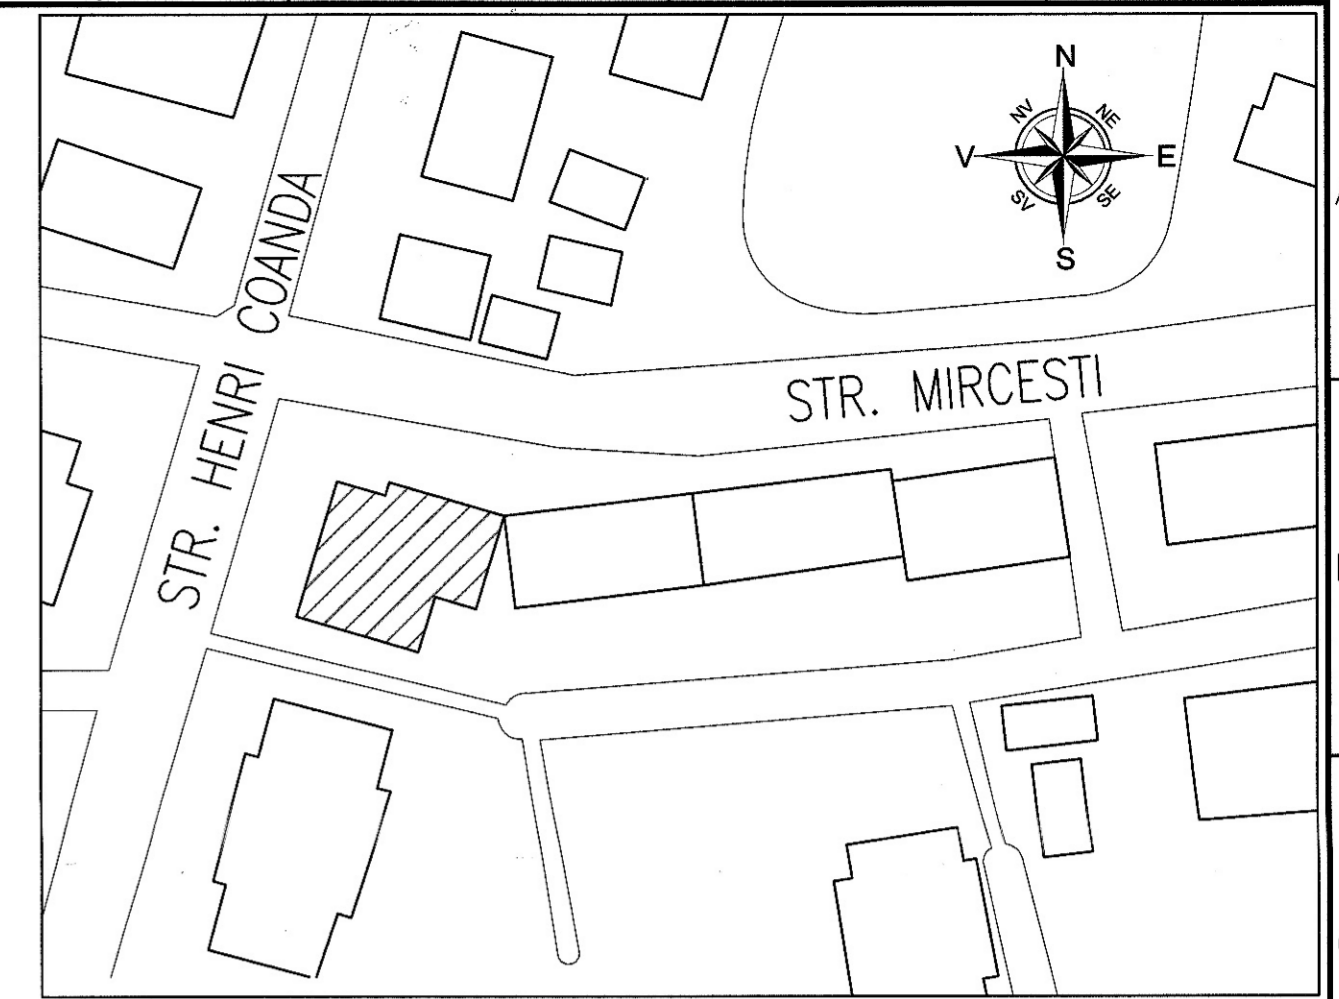 N
NV NE
V E
SV SE
S
STR. HENRI COANDA
STR. MIRCESTI